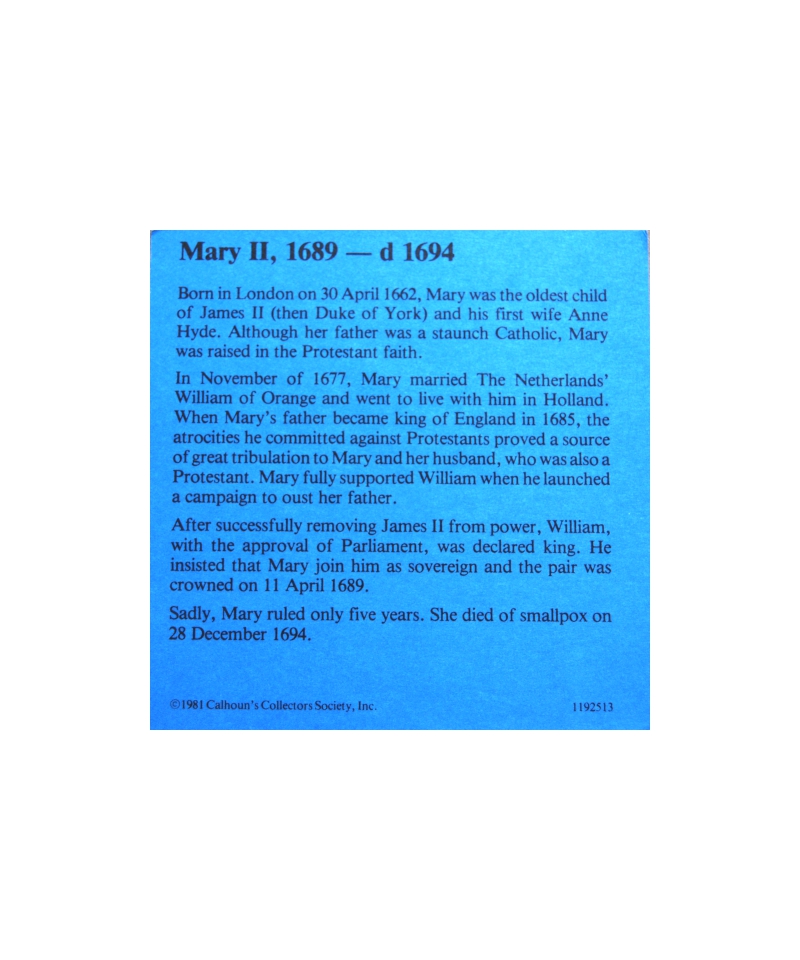 Mary II, 1689 — d 1694
Born in London on 30 April 1662, Mary was the oldest child
of James II (then Duke of York) and his first wife Anne
Hyde. Although her father was a staunch Catholic, Mary
was raised in the Protestant faith.
In November of 1677, Mary married The Netherlands'
William of Orange and went to live with him in Holland.
When Mary's father became king of England in 1685, the
atrocities he committed against Protestants proved a source
of great tribulation to Mary and her husband, who was also a
Protestant. Mary fully supported William when he launched
a campaign to oust her father.
After successfully removing James II from power, William,
with the approval of Parliament, was declared king. He
insisted that Mary join him as sovereign and the pair was
crowned on 11 April 1689.
Sadly, Mary ruled only five years. She died of smallpox on
28 December 1694.
©1981 Calhoun's Collectors Society, Inc. 1192513